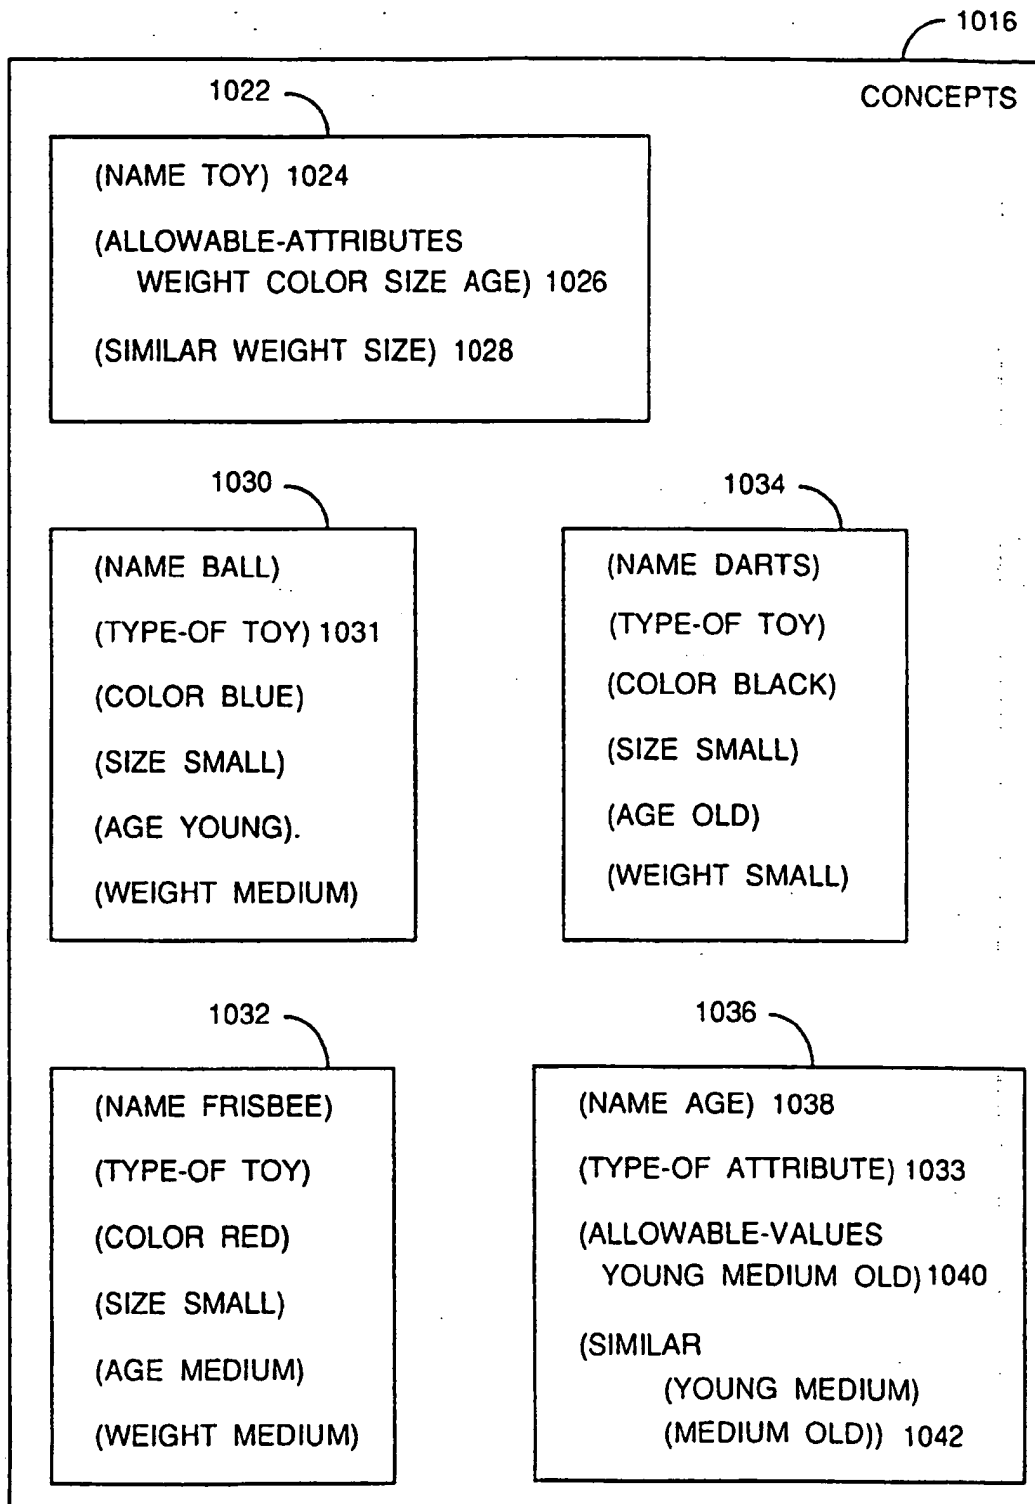 1016
CONCEPTS
1022
(NAME TOY) 1024
(ALLOWABLE-ATTRIBUTES
WEIGHT COLOR SIZE AGE) 1026
(SIMILAR WEIGHT SIZE) 1028
1030
(NAME BALL)
(TYPE-OF TOY) 1031
(COLOR BLUE)
(SIZE SMALL)
(AGE YOUNG).
(WEIGHT MEDIUM)
1034
(NAME DARTS)
(TYPE-OF TOY)
(COLOR BLACK)
(SIZE SMALL)
(AGE OLD)
(WEIGHT SMALL)
1032
(NAME FRISBEE)
(TYPE-OF TOY)
(COLOR RED)
(SIZE SMALL)
(AGE MEDIUM)
(WEIGHT MEDIUM)
1036
(NAME AGE) 1038
(TYPE-OF ATTRIBUTE) 1033
(ALLOWABLE-VALUES
YOUNG MEDIUM OLD) 1040
(SIMILAR
(YOUNG MEDIUM)
(MEDIUM OLD)) 1042